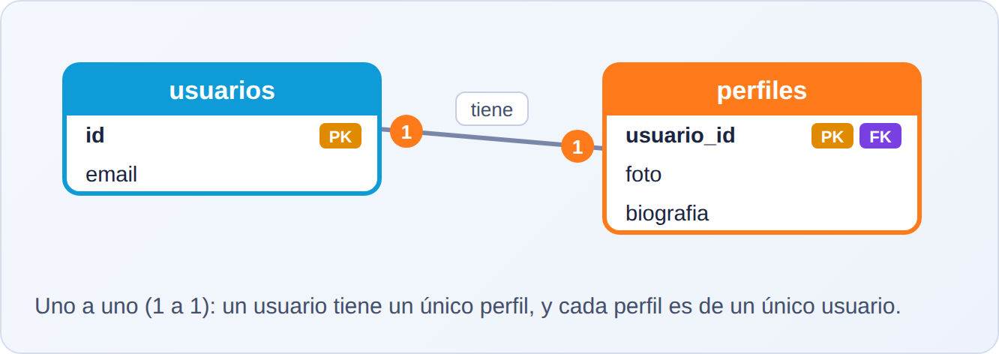 usuarios
id PK
email
1
tiene
1
perfiles
usuario_id PK FK
foto
biografia
Uno a uno (1 a 1): un usuario tiene un único perfil, y cada perfil es de un único usuario.